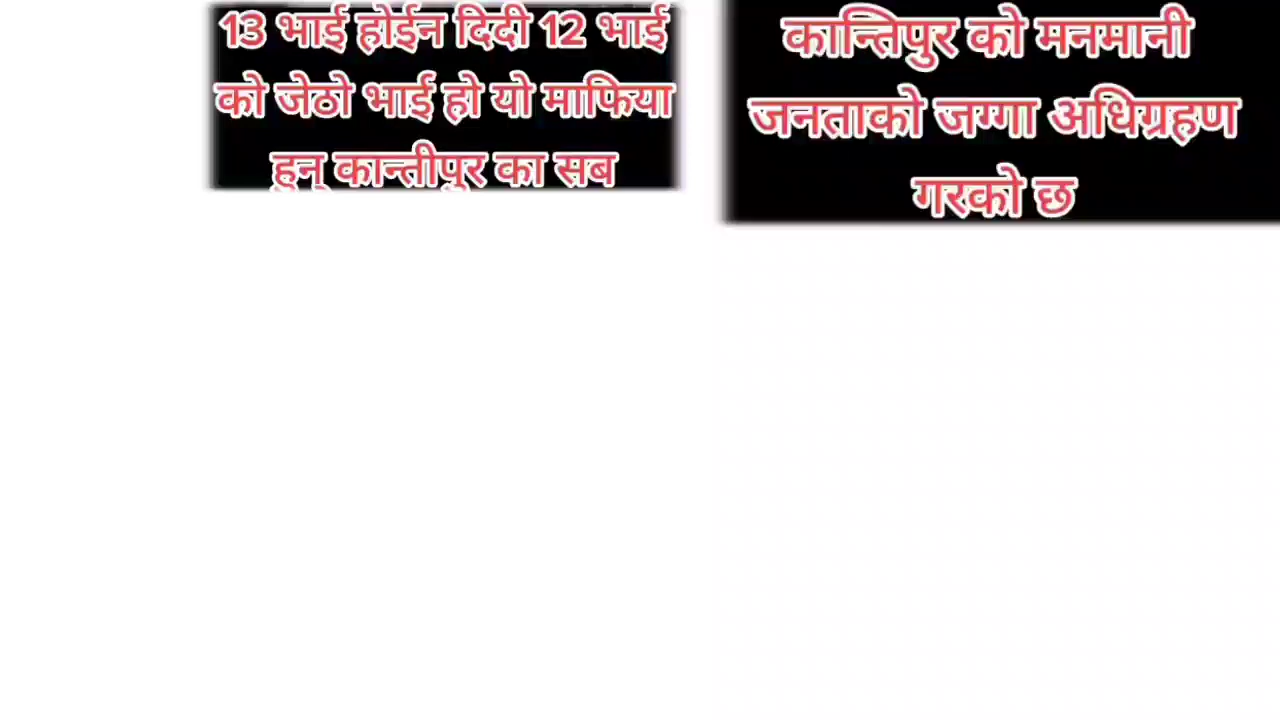 13 भाई होईन दिदी 12 भाई
को जेठो भाई हो यो माफिया
हुन् कान्तीपुर का सब
कान्तिपुर को मनमानी
जनताको जग्गा अधिग्रहण
गरको छ